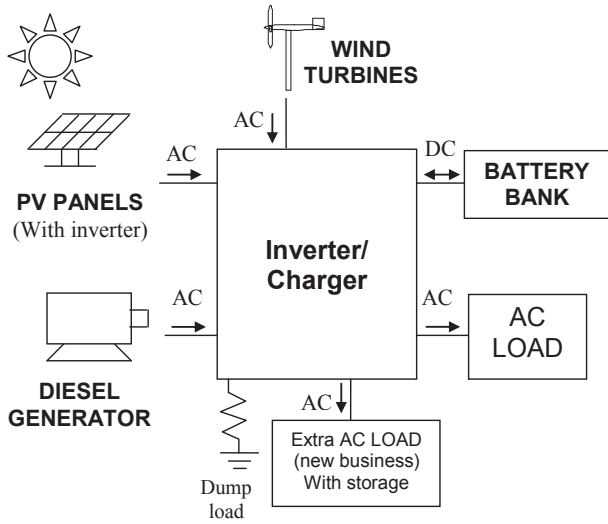 WIND
TURBINES
AC
AC
DC
PV PANELS
(With inverter)
BATTERY
BANK
Inverter/
Charger
AC
AC
AC
LOAD
DIESEL
GENERATOR
AC
Extra AC LOAD
(new business)
With storage
Dump
load